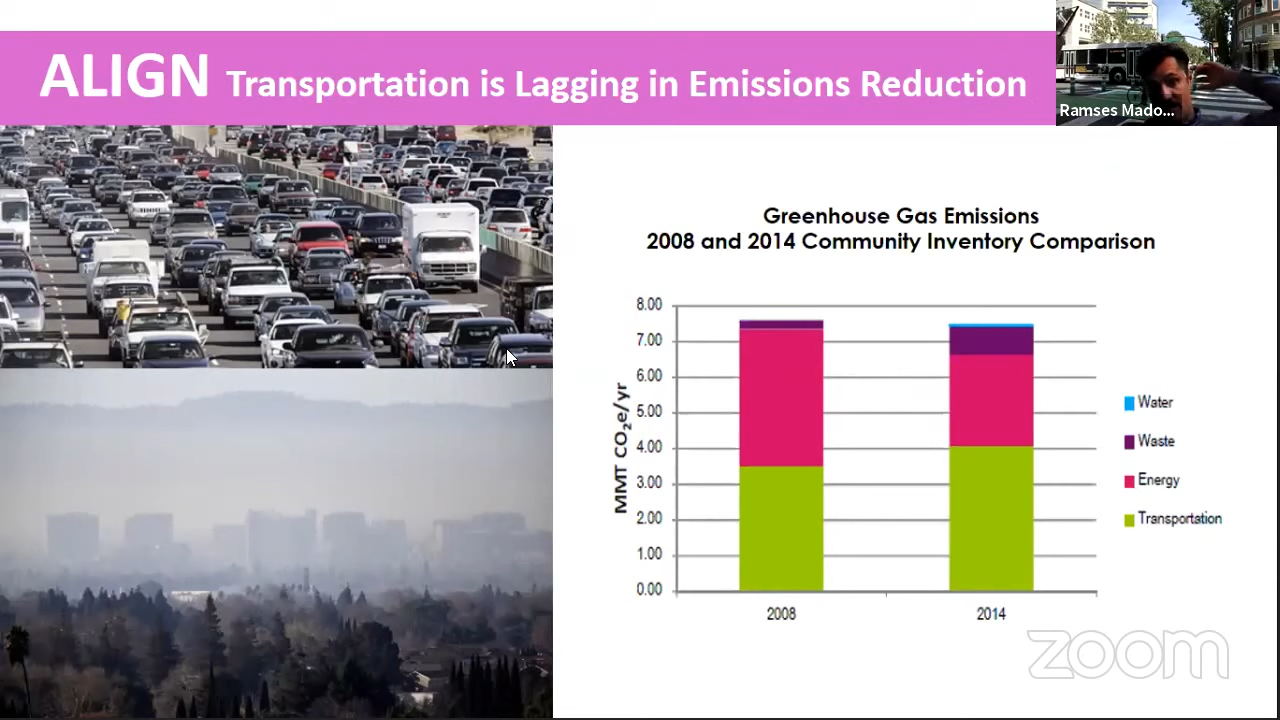 ALIGN Transportation is Lagging in Emissions Reduction
Ramses Mado...
Greenhouse Gas Emissions
2008 and 2014 Community Inventory Comparison
MMT CO₂e/yr
8.00
7.00
6.00
5.00
4.00
3.00
2.00
1.00
0.00
2008
2014
Water
Waste
Energy
Transportation
zoom